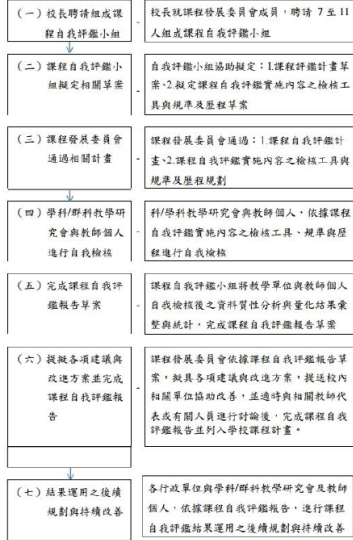 （一）校長聘請組成課
程自我評鑑小組
校長就課程發展委員會成員，聘請 7 至 11
人組成課程自我評鑑小組
（二）課程自我評鑑小
組擬定相關草案
自我評鑑小組協助擬定：1.課程評鑑計畫草
案、2.擬定課程自我評鑑實施內容之檢核工
具與規準及歷程草案
（三）課程發展委員會
通過相關計畫
課程發展委員會通過：1.課程自我評鑑計
畫、2.課程自我評鑑實施內容之檢核工具與
規準及歷程規劃
（四）學科/群科教學研
究會與教師個人
進行自我檢核
科/學科教學研究會與教師個人，依據課程
自我評鑑實施內容之檢核工具、規準與歷
程進行自我檢核
（五）完成課程自我評
鑑報告草案
課程自我評鑑小組將教學單位與教師個人
自我檢核後之資料質性分析與量化結果彙
整與統計，完成課程自我評鑑報告草案
（六）提擬各項建議與
改進方案並完成
課程自我評鑑報
告
課程發展委員會依據課程自我評鑑報告草
案，擬具各項建議與改進方案，提送校內
相關單位協助改善，並適時與相關教師代
表或有關人員進行討論後，完成課程自我
評鑑報告並列入學校課程計畫。
（七）結果運用之後續
規劃與持續改善
各行政單位與學科/群科教學研究會及教師
個人，依據課程自我評鑑報告，進行課程
自我評鑑結果運用之後續規劃與持續改善